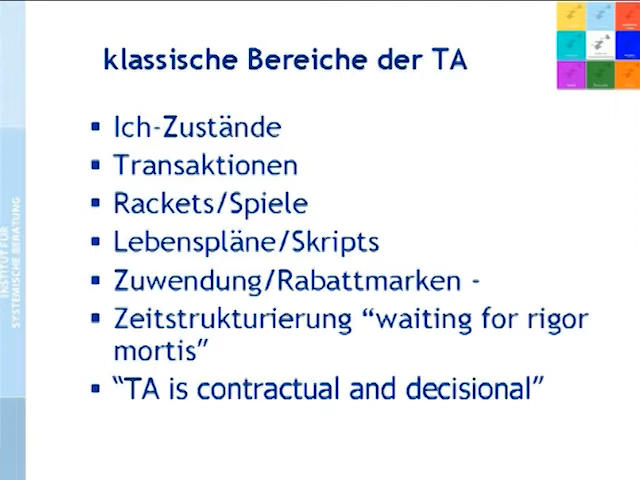 klassische Bereiche der TA
▪ Ich-Zustände
▪ Transaktionen
▪ Rackets/Spiele
▪ Lebenspläne/Skripts
▪ Zuwendung/Rabattmarken -
▪ Zeitstrukturierung “waiting for rigor
mortis”
▪ “TA is contractual and decisional”
INSTITUT FÜR
SYSTEMISCHE BERATUNG